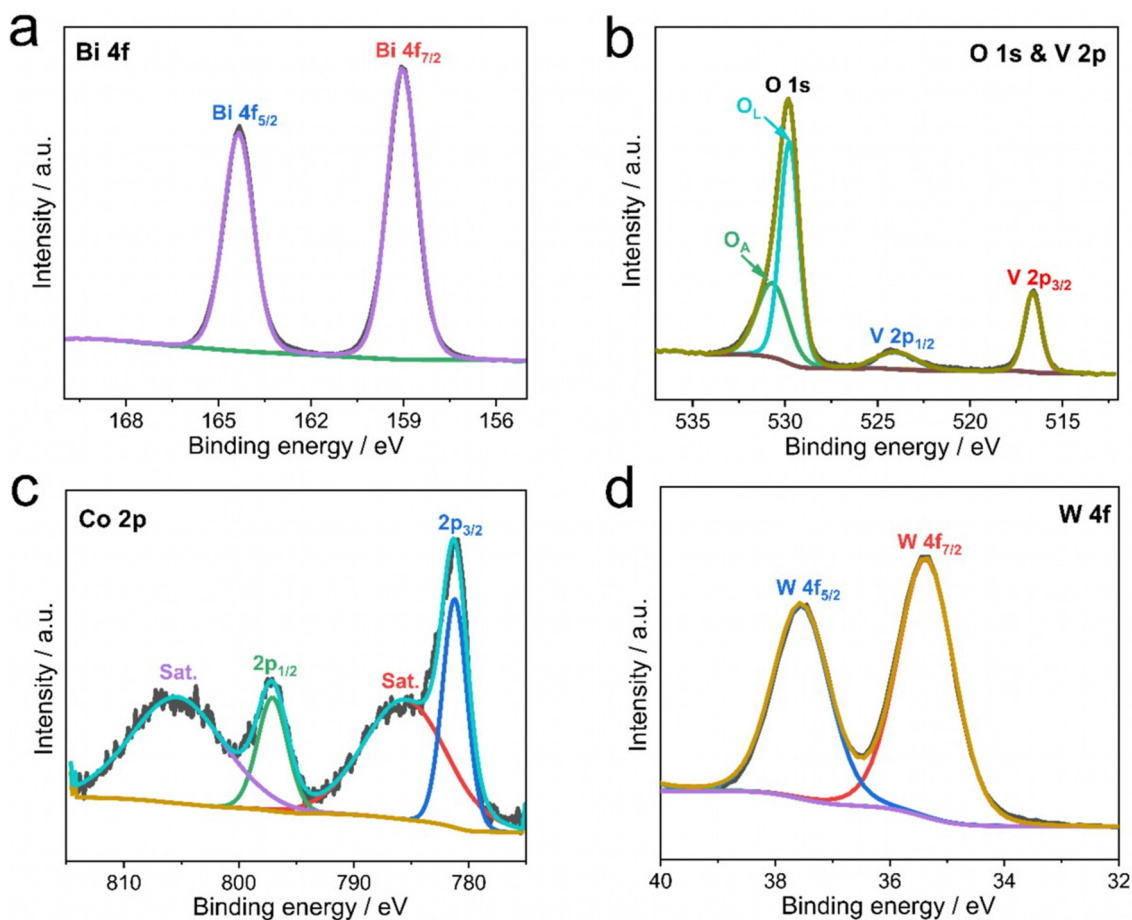 a
Bi 4f
Bi 4f7/2
Bi 4f5/2
Intensity / a.u.
168 165 162 159 156
Binding energy / eV
b
O 1s & V 2p
O 1s
OL
OA
V 2p3/2
V 2p1/2
Intensity / a.u.
535 530 525 520 515
Binding energy / eV
c
Co 2p
2p3/2
2p1/2
Sat.
Sat.
Intensity / a.u.
810 800 790 780
Binding energy / eV
d
W 4f
W 4f7/2
W 4f5/2
Intensity / a.u.
40 38 36 34 32
Binding energy / eV